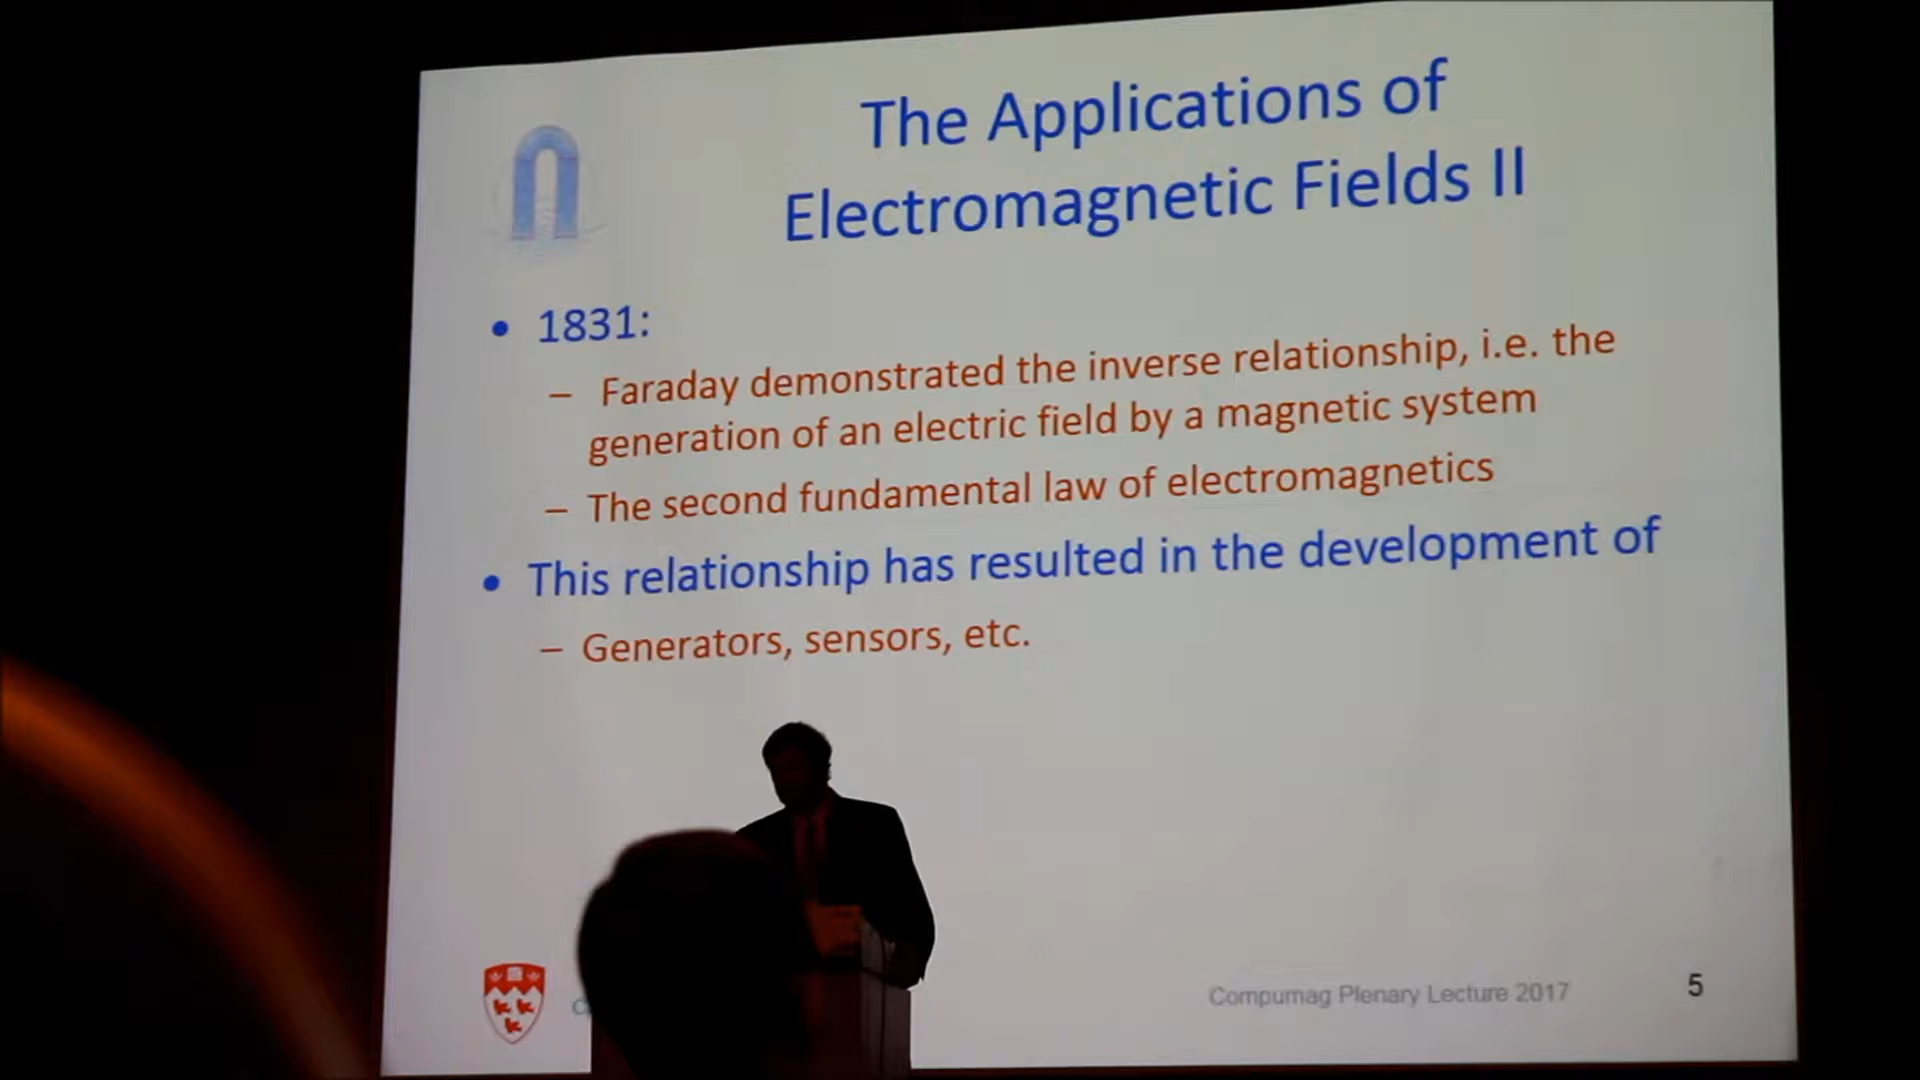 The Applications of
Electromagnetic Fields II
• 1831:
– Faraday demonstrated the inverse relationship, i.e. the
generation of an electric field by a magnetic system
– The second fundamental law of electromagnetics
• This relationship has resulted in the development of
– Generators, sensors, etc.
Compumag Plenary Lecture 2017
5